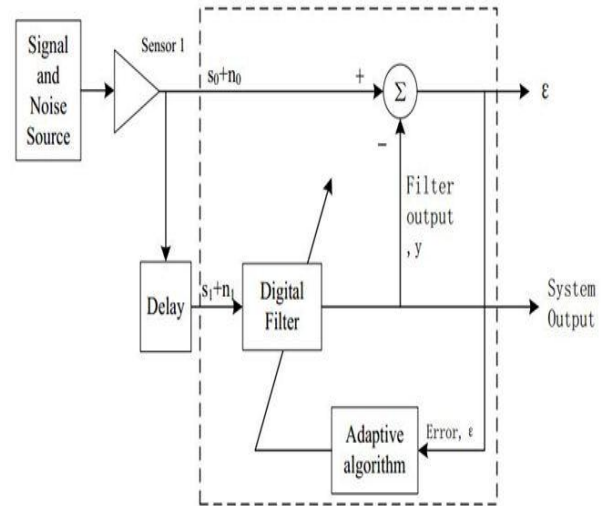 Signal
and
Noise
Source
Sensor 1
s₀+n₀
+
Σ
ε
−
Filter
output
,y
Delay
s₁+n₁
Digital
Filter
System
Output
Adaptive
algorithm
Error, ε